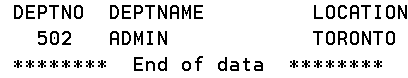 DEPTNO  DEPTNAME         LOCATION
  502   ADMIN            TORONTO
********  End of data  ********